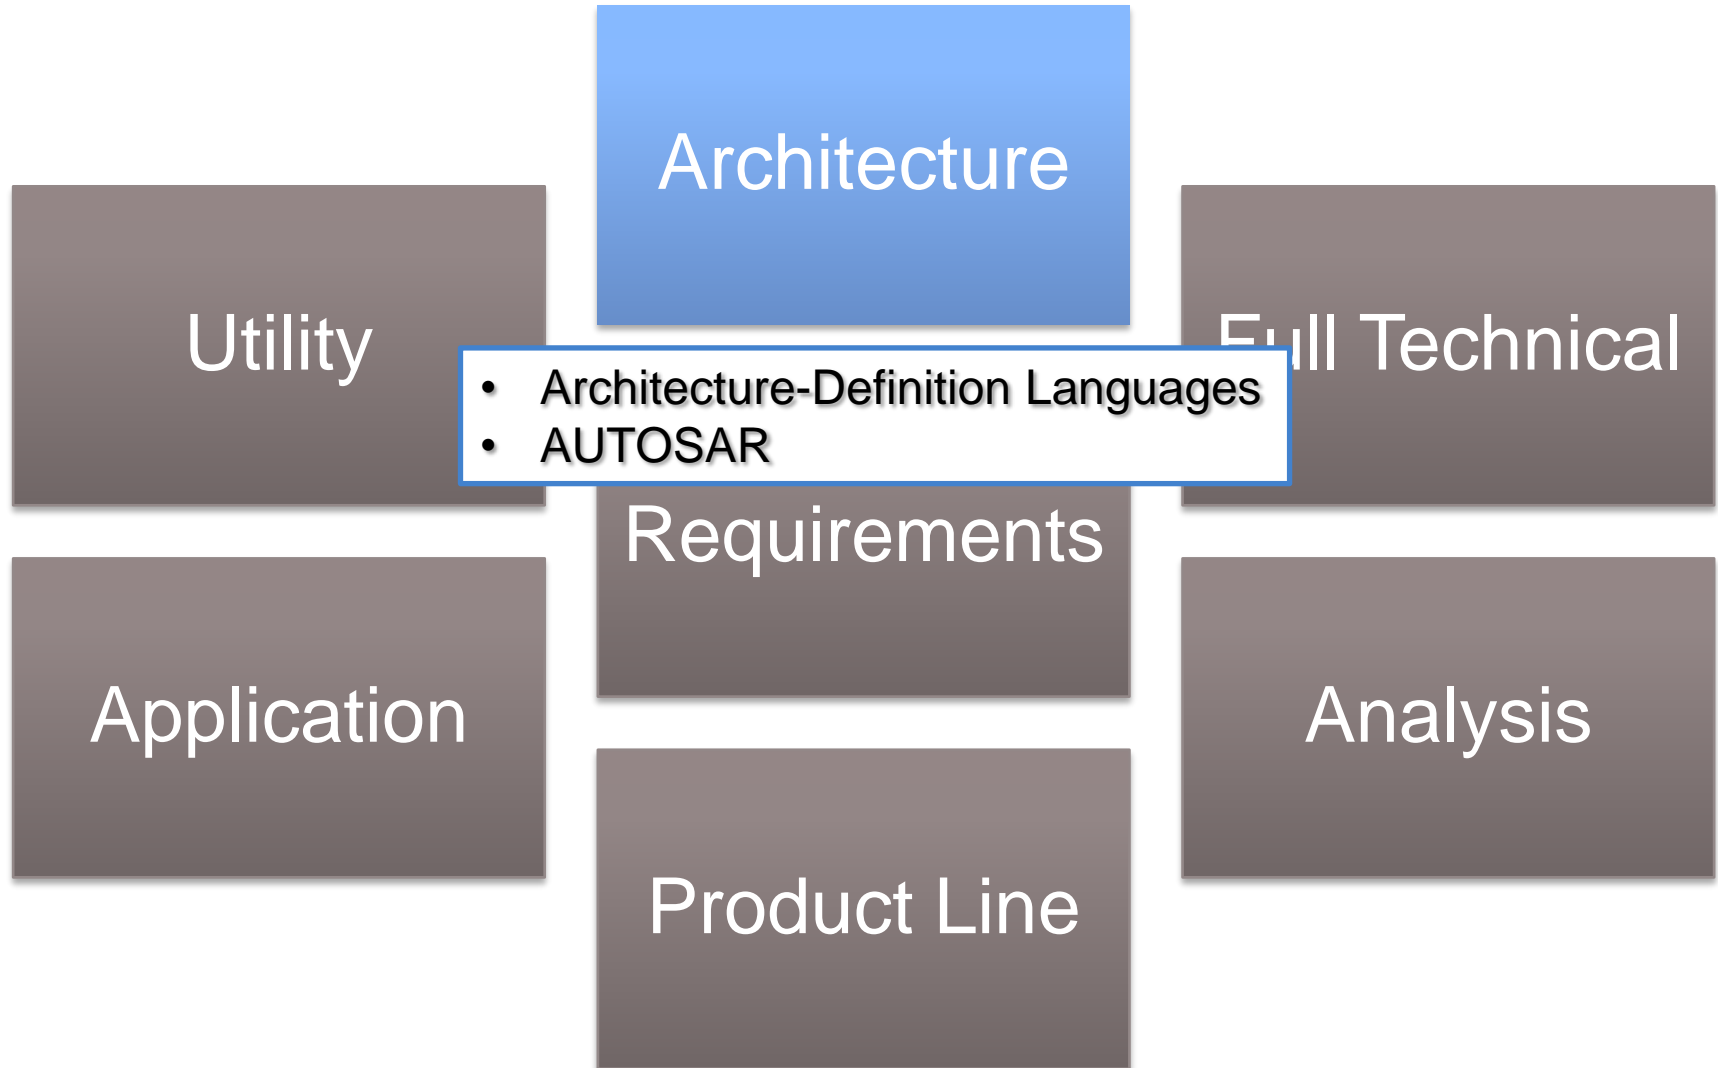 Architecture
Utility
Full Technical
• Architecture-Definition Languages
• AUTOSAR
Requirements
Application
Analysis
Product Line